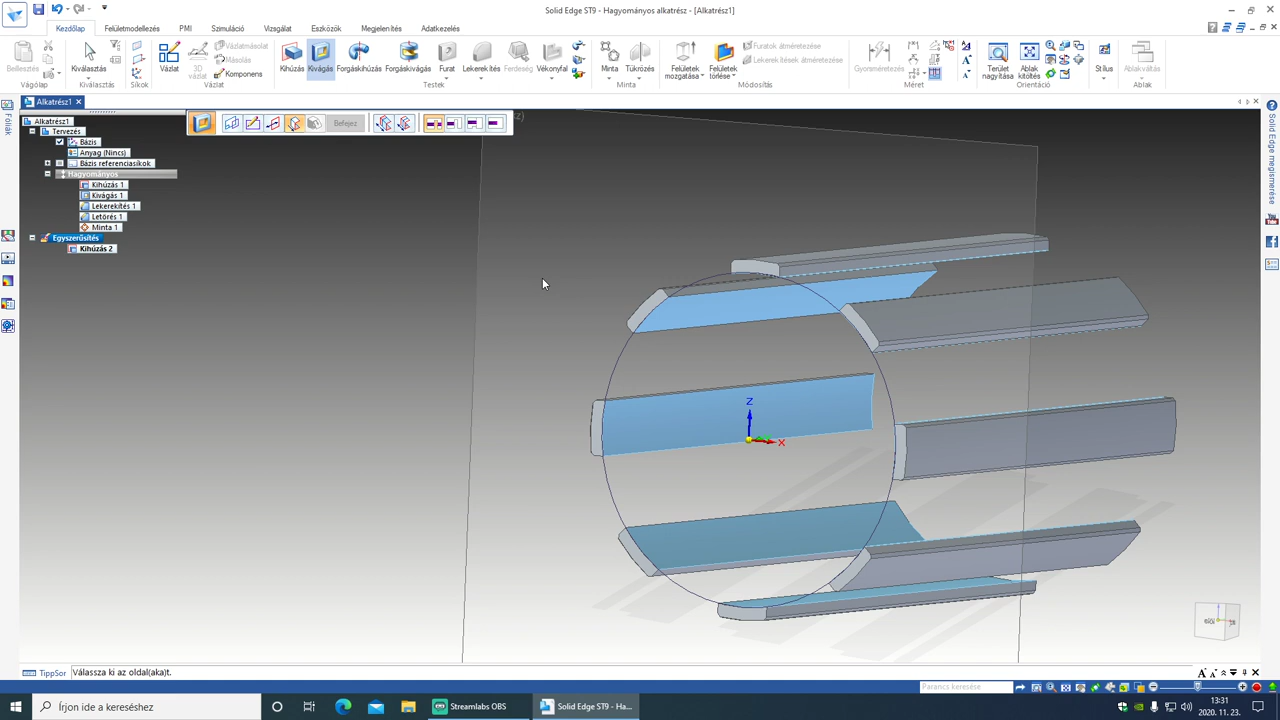 Solid Edge ST9 - Hagyományos alkatrész - [Alkatrész1]
Kezdőlap
Felületmodellezés
PMI
Szimuláció
Vizsgálat
Eszközök
Megjelenítés
Adatkezelés
Beillesztés
Vágólap
Kiválasztás
Kiválasztás
Síkok
Vázlat
3D vázlat
Vázlatmásolat
Másolás
Komponens
Vázlat
Kihúzás
Kivágás
Forgáskihúzás
Forgáskivágás
Furat
Lekerekítés
Ferdeség
Vékonyfal
Testek
Minta
Tükrözés
Minta
Felületek mozgatása
Felületek törlése
Furatok átméretezése
Lekerekítések átméretezése
Módosítás
Gyorsméretezés
Méret
Terület nagyítása
Ablak kitöltés
Orientáció
Stílus
Stílus
Ablakváltás
Ablak
Alkatrész1
Fóliák
Befejez
Alkatrész1
Tervezés
Bázis
Anyag (Nincs)
Bázis referenciasíkok
Hagyományos
Kihúzás 1
Kivágás 1
Lekerekítés 1
Letörés 1
Minta 1
Egyszerűsítés
Kihúzás 2
Z
X
Solid Edge megismerése
TippSor
Válassza ki az oldal(aka)t.
Parancs keresése
Írjon ide a kereséshez
Streamlabs OBS
Solid Edge ST9 - Ha...
13:31
2020. 11. 23.